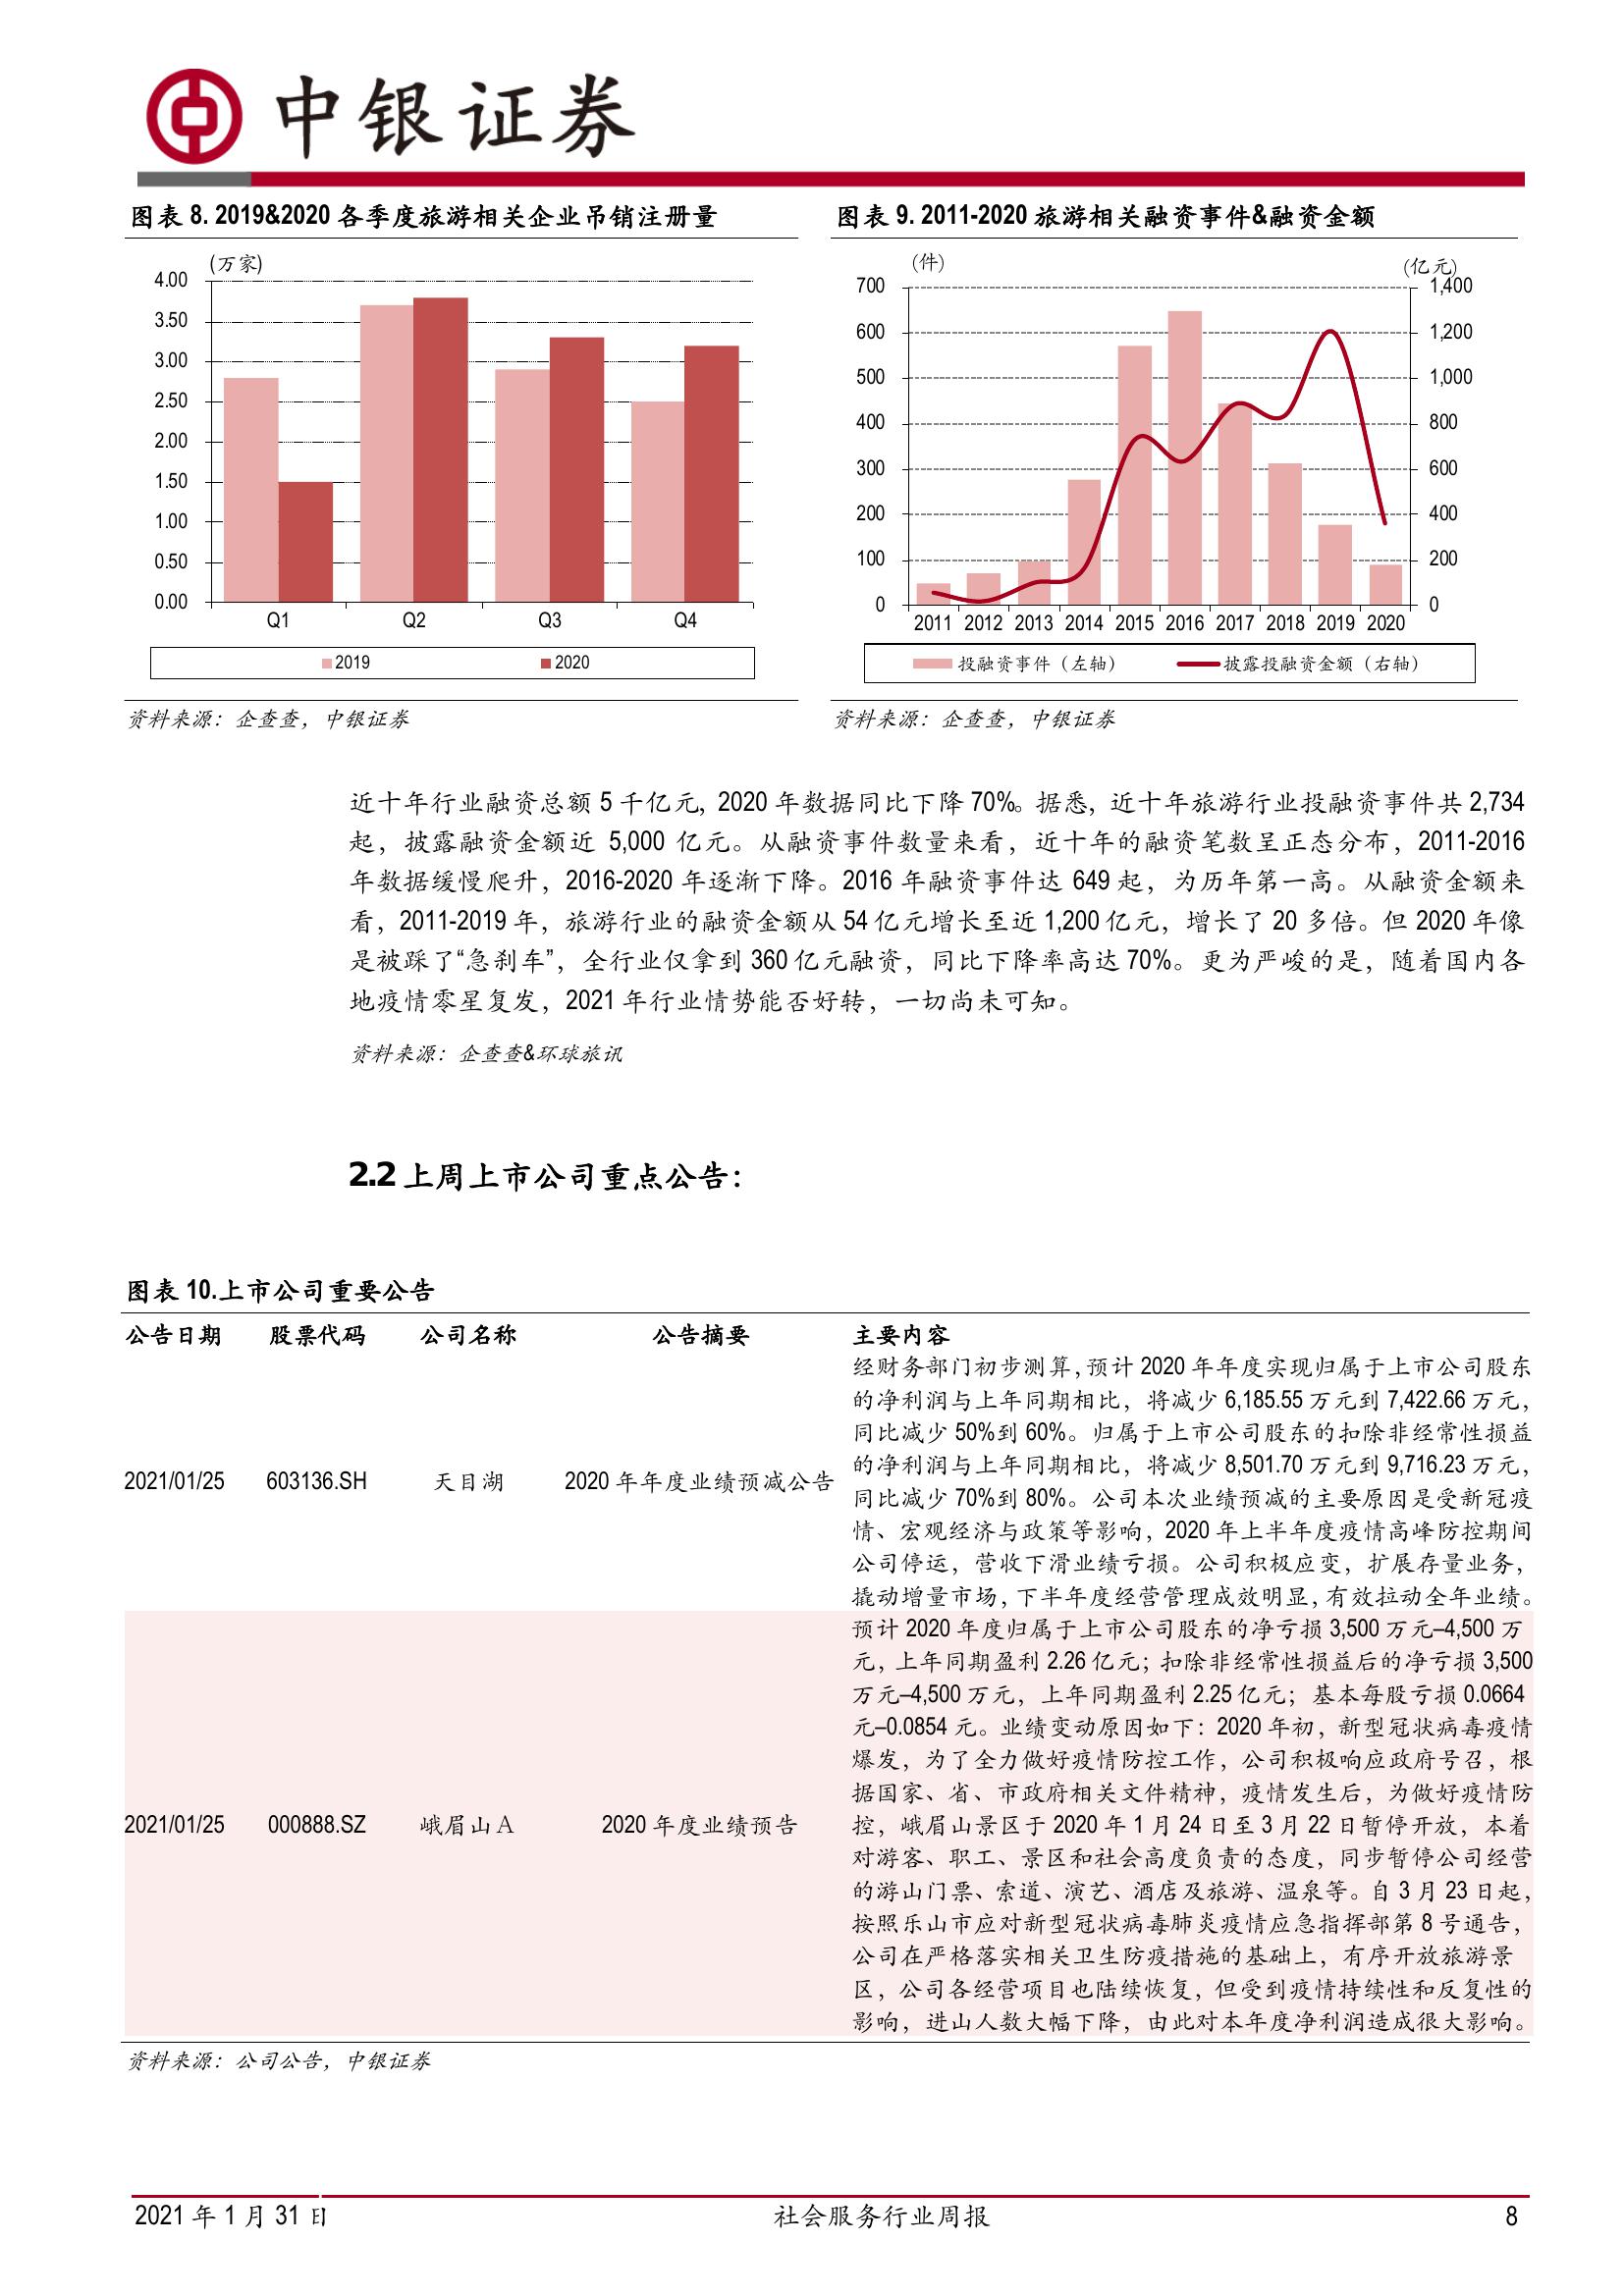 中银证券
图表 8. 2019&2020 各季度旅游相关企业吊销注册量
(万家)
4.00
3.50
3.00
2.50
2.00
1.50
1.00
0.50
0.00
Q1 Q2 Q3 Q4
2019 2020
资料来源：企查查，中银证券
图表 9. 2011-2020 旅游相关融资事件&融资金额
(件) (亿元)
700 1,400
600 1,200
500 1,000
400 800
300 600
200 400
100 200
0 0
2011 2012 2013 2014 2015 2016 2017 2018 2019 2020
投融资事件（左轴） 披露投融资金额（右轴）
资料来源：企查查，中银证券
近十年行业融资总额 5 千亿元, 2020 年数据同比下降 70%。据悉，近十年旅游行业投融资事件共 2,734
起，披露融资金额近 5,000 亿元。从融资事件数量来看，近十年的融资笔数呈正态分布，2011-2016
年数据缓慢爬升，2016-2020 年逐渐下降。2016 年融资事件达 649 起，为历年第一高。从融资金额来
看，2011-2019 年，旅游行业的融资金额从 54 亿元增长至近 1,200 亿元，增长了 20 多倍。但 2020 年像
是被踩了“急刹车”，全行业仅拿到 360 亿元融资，同比下降率高达 70%。更为严峻的是，随着国内各
地疫情零星复发，2021 年行业情势能否好转，一切尚未可知。
资料来源：企查查&环球旅讯
2.2 上周上市公司重点公告：
图表 10.上市公司重要公告
公告日期 股票代码 公司名称 公告摘要 主要内容
2021/01/25 603136.SH 天目湖 2020 年年度业绩预减公告
经财务部门初步测算,预计 2020 年年度实现归属于上市公司股东
的净利润与上年同期相比，将减少 6,185.55 万元到 7,422.66 万元，
同比减少 50%到 60%。归属于上市公司股东的扣除非经常性损益
的净利润与上年同期相比，将减少 8,501.70 万元到 9,716.23 万元，
同比减少 70%到 80%。公司本次业绩预减的主要原因是受新冠疫
情、宏观经济与政策等影响，2020 年上半年度疫情高峰防控期间
公司停运，营收下滑业绩亏损。公司积极应变，扩展存量业务，
撬动增量市场，下半年度经营管理成效明显，有效拉动全年业绩。
2021/01/25 000888.SZ 峨眉山Ａ 2020 年度业绩预告
预计 2020 年度归属于上市公司股东的净亏损 3,500 万元–4,500 万
元，上年同期盈利 2.26 亿元；扣除非经常性损益后的净亏损 3,500
万元–4,500 万元，上年同期盈利 2.25 亿元；基本每股亏损 0.0664
元–0.0854 元。业绩变动原因如下：2020 年初，新型冠状病毒疫情
爆发，为了全力做好疫情防控工作，公司积极响应政府号召，根
据国家、省、市政府相关文件精神，疫情发生后，为做好疫情防
控，峨眉山景区于 2020 年 1 月 24 日至 3 月 22 日暂停开放，本着
对游客、职工、景区和社会高度负责的态度，同步暂停公司经营
的游山门票、索道、演艺、酒店及旅游、温泉等。自 3 月 23 日起，
按照乐山市应对新型冠状病毒肺炎疫情应急指挥部第 8 号通告，
公司在严格落实相关卫生防疫措施的基础上，有序开放旅游景
区，公司各经营项目也陆续恢复，但受到疫情持续性和反复性的
影响，进山人数大幅下降，由此对本年度净利润造成很大影响。
资料来源：公司公告，中银证券
2021 年 1 月 31 日 社会服务行业周报 8